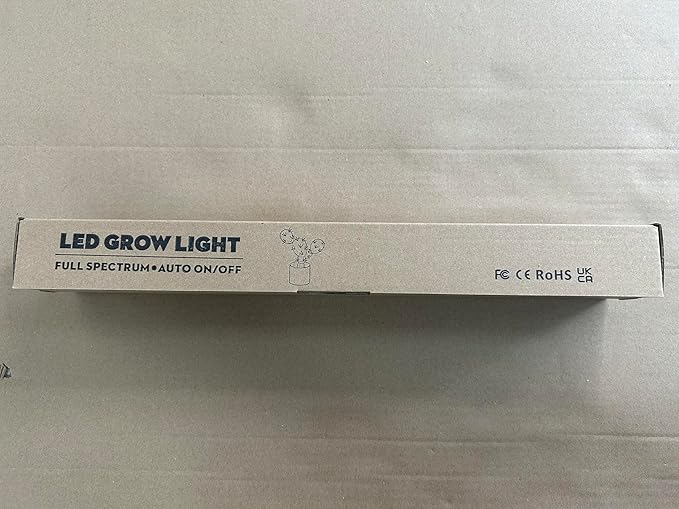 LED GROW LIGHT
FULL SPECTRUM•AUTO ON/OFF
FC CE RoHS UK
CA